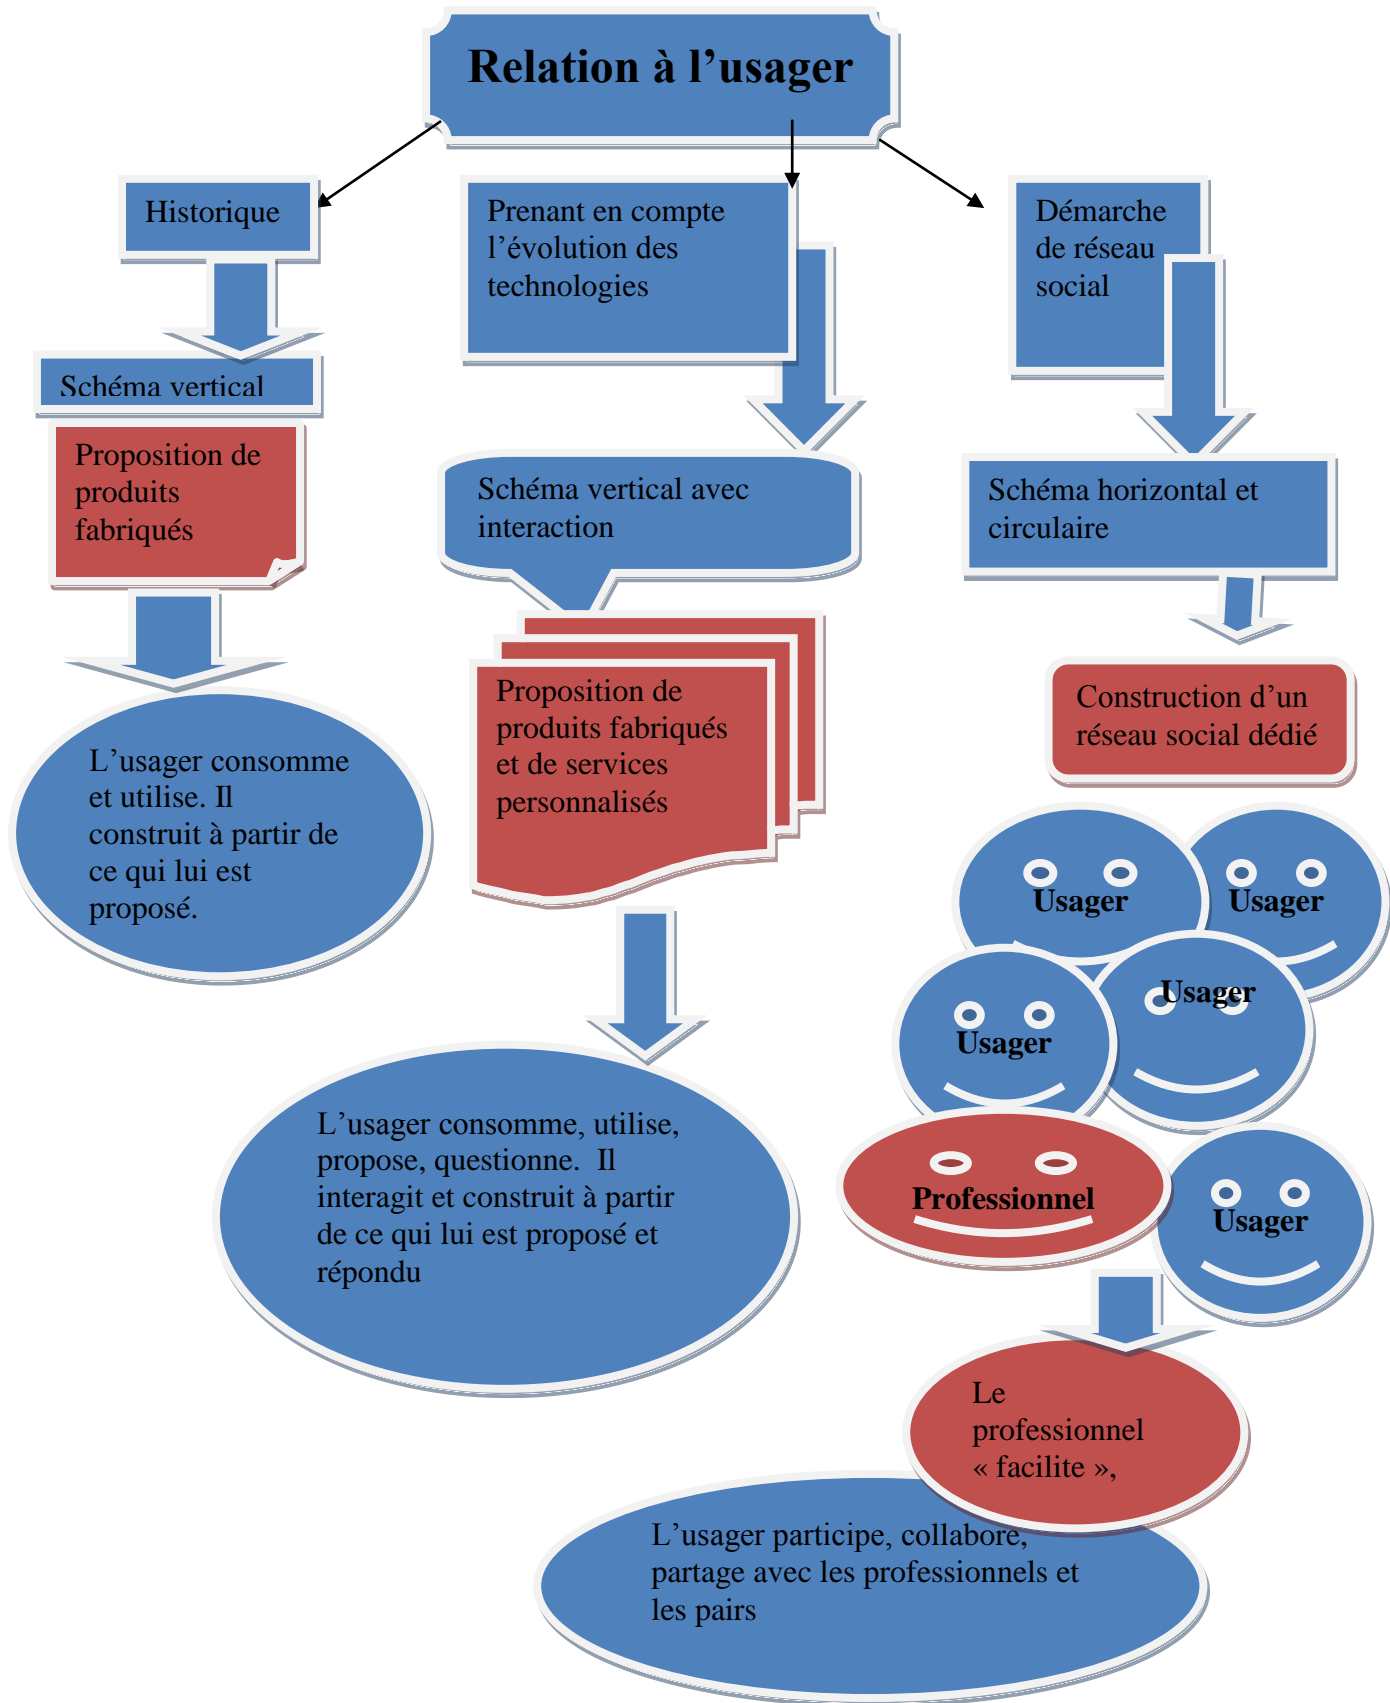 Relation à l’usager
Historique
Schéma vertical
Proposition de
produits
fabriqués
L’usager consomme
et utilise. Il
construit à partir de
ce qui lui est
proposé.
Prenant en compte
l’évolution des
technologies
Schéma vertical avec
interaction
Proposition de
produits fabriqués
et de services
personnalisés
L’usager consomme, utilise,
propose, questionne.  Il
interagit et construit à partir
de ce qui lui est proposé et
répondu
Démarche
de réseau
social
Schéma horizontal et
circulaire
Construction d’un
réseau social dédié
Usager
Usager
Usager
Usager
Professionnel
Usager
Le
professionnel
« facilite »,
L’usager participe, collabore,
partage avec les professionnels et
les pairs